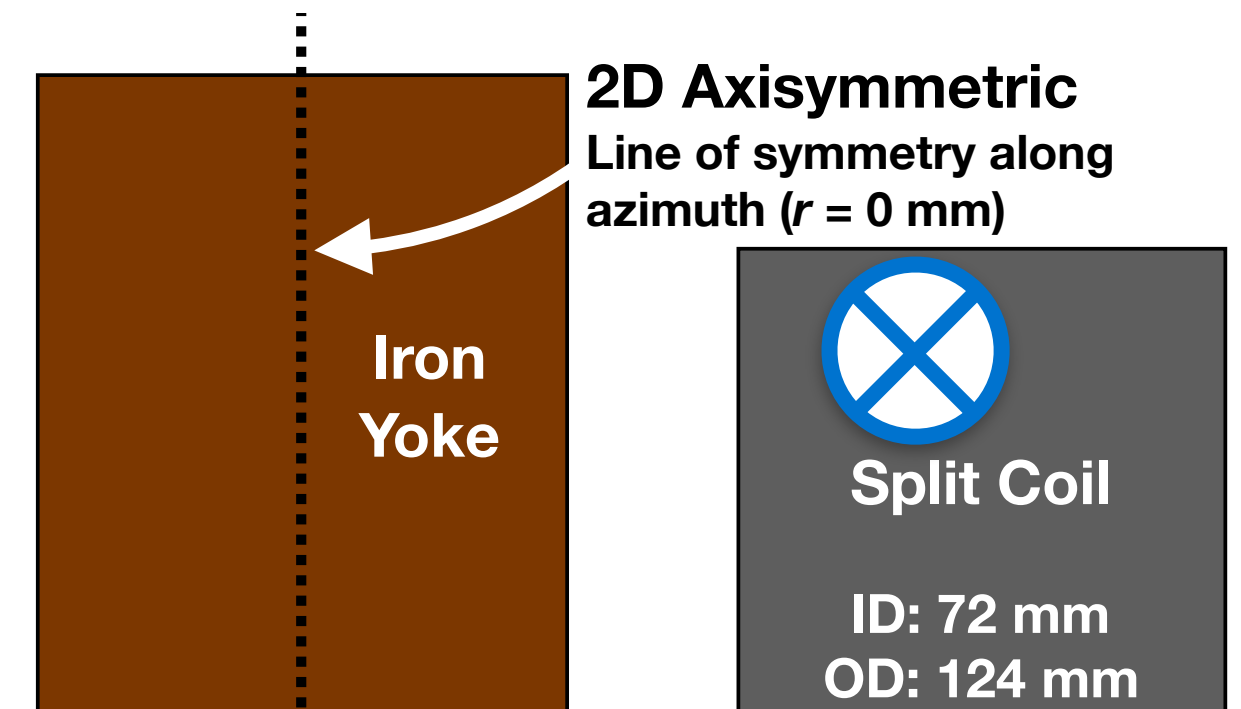 2D Axisymmetric
Line of symmetry along
azimuth (r = 0 mm)
Iron
Yoke
Split Coil
ID: 72 mm
OD: 124 mm